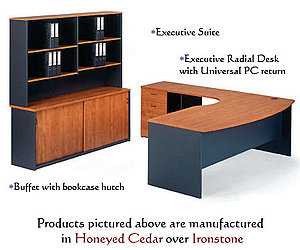 *Executive Suite
*Executive Radial Desk
with Universal PC return
*Buffet with bookcase hutch
Products pictured above are manufactured
in Honeyed Cedar over Ironstone